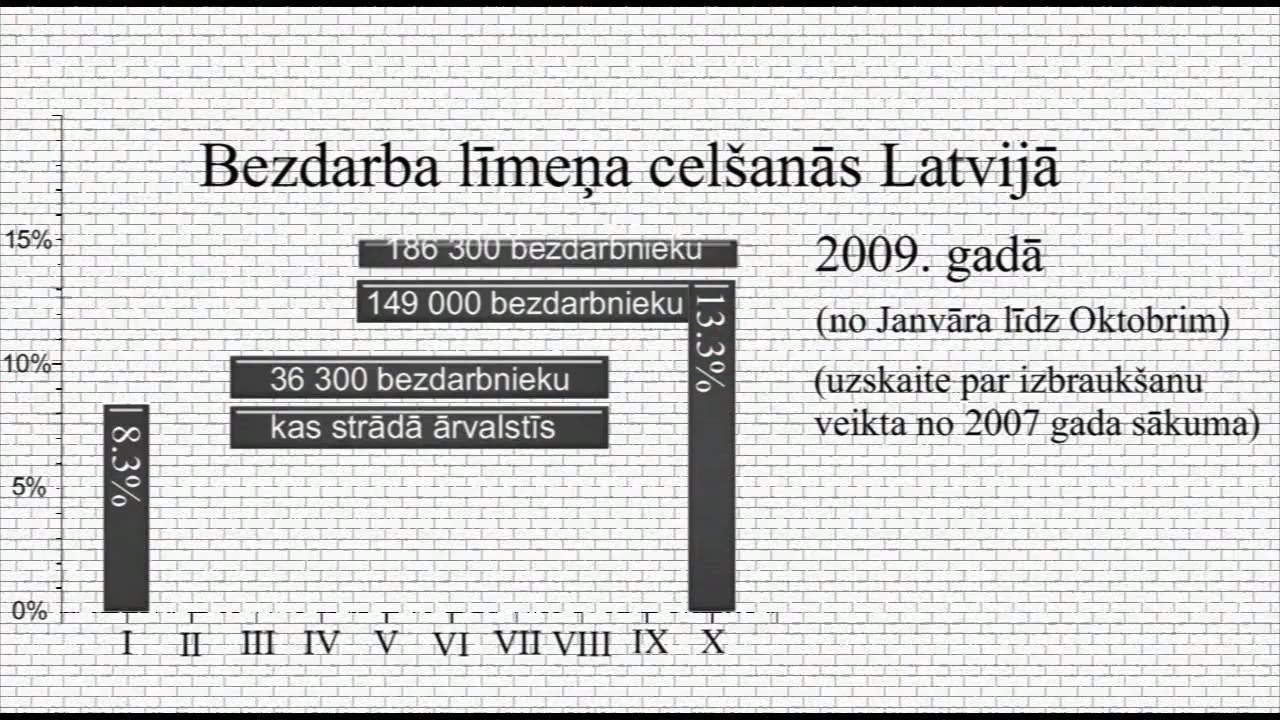 Bezdarba līmeņa celšanās Latvijā
15%
10%
5%
0%
186 300 bezdarbnieku
149 000 bezdarbnieku
36 300 bezdarbnieku
kas strādā ārvalstīs
8.3%
13.3%
I II III IV V VI VII VIII IX X
2009. gadā
(no Janvāra līdz Oktobrim)
(uzskaite par izbraukšanu
veikta no 2007 gada sākuma)